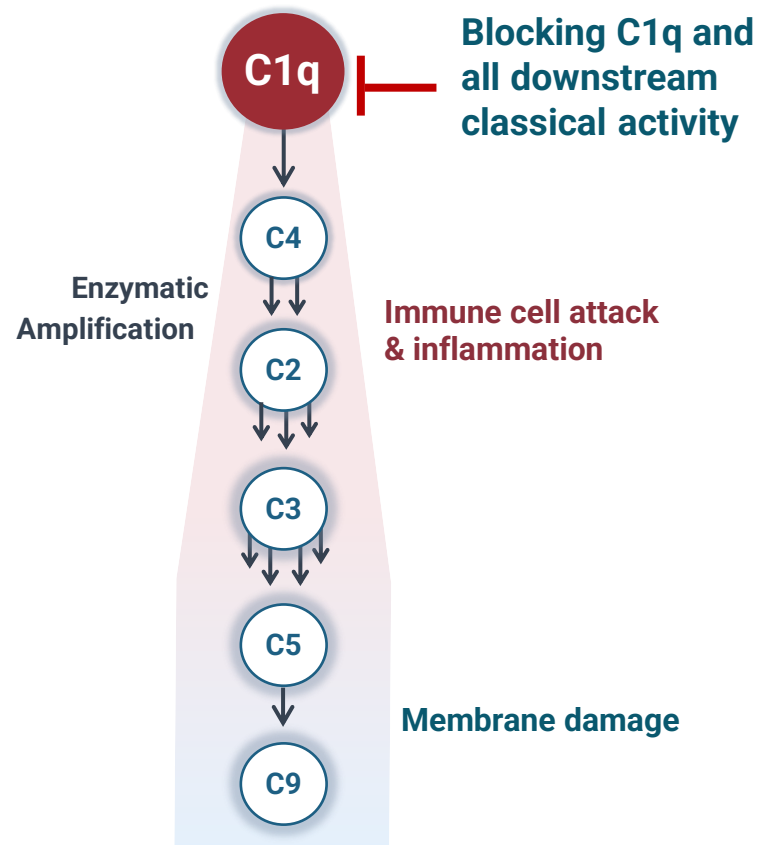 C1q
Blocking C1q and
all downstream
classical activity
C4
Enzymatic
Amplification
Immune cell attack
& inflammation
C2
C3
C5
Membrane damage
C9